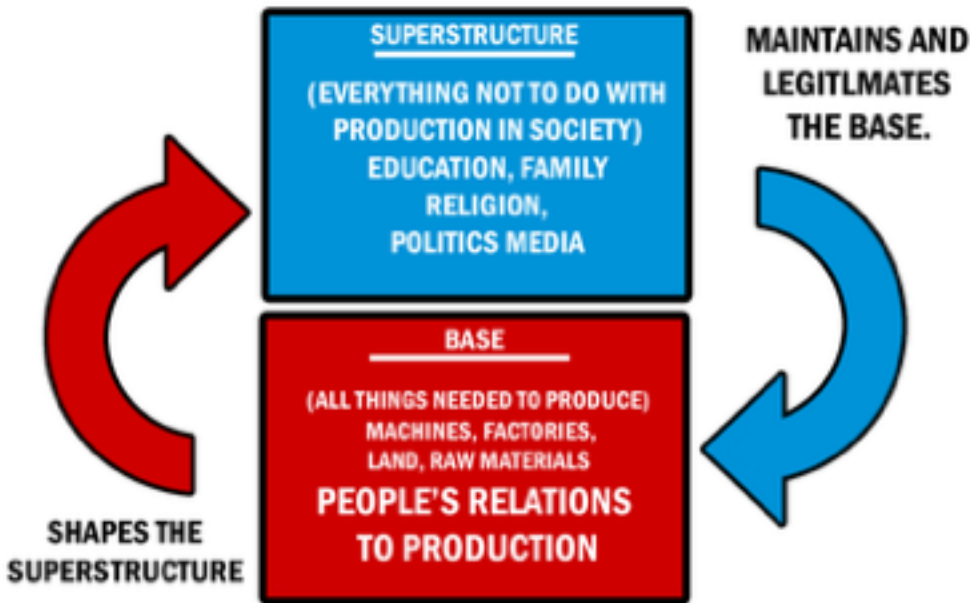 SUPERSTRUCTURE
(EVERYTHING NOT TO DO WITH
PRODUCTION IN SOCIETY)
EDUCATION, FAMILY
RELIGION,
POLITICS MEDIA
MAINTAINS AND
LEGITLMATES
THE BASE.
BASE
(ALL THINGS NEEDED TO PRODUCE)
MACHINES, FACTORIES,
LAND, RAW MATERIALS
PEOPLE'S RELATIONS
TO PRODUCTION
SHAPES THE
SUPERSTRUCTURE